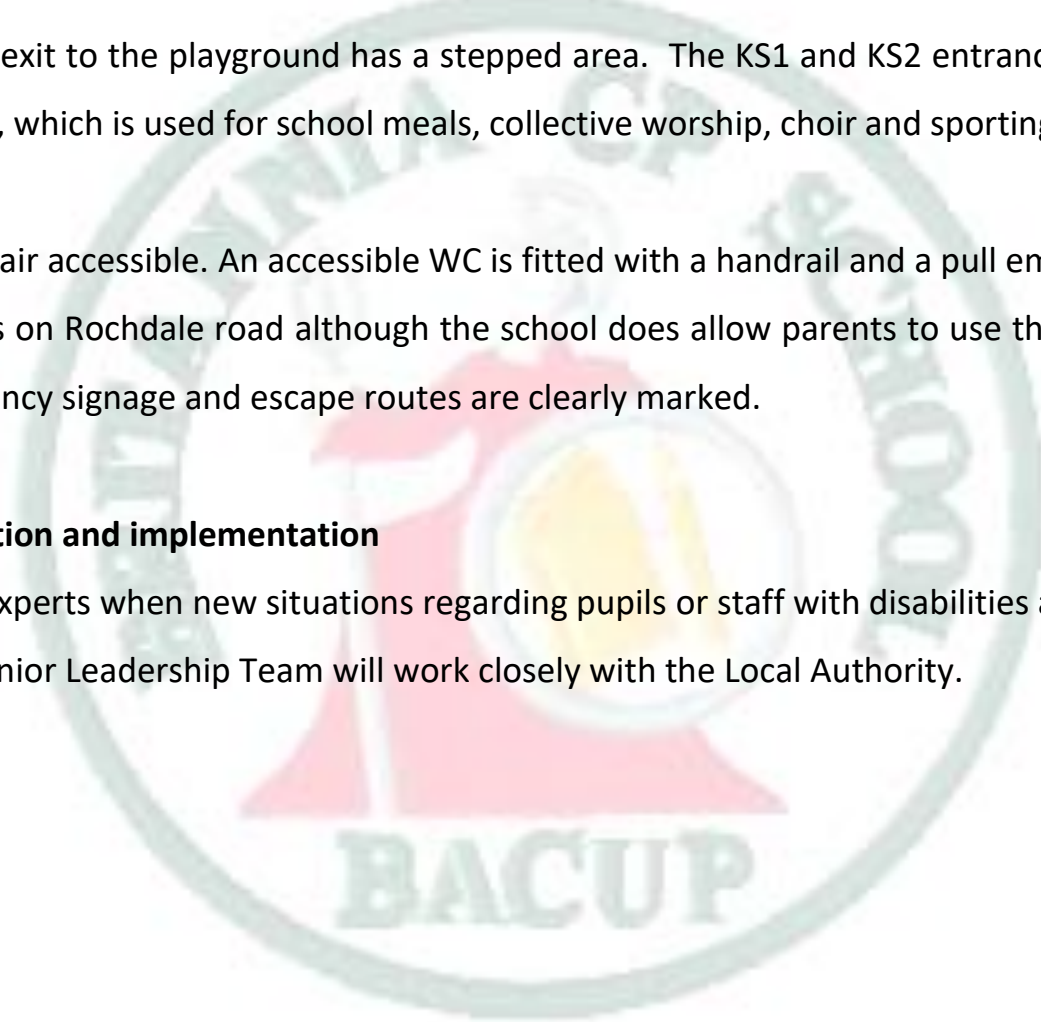 exit to the playground has a stepped area. The KS1 and KS2 entranc
, which is used for school meals, collective worship, choir and sporting
air accessible. An accessible WC is fitted with a handrail and a pull em
s on Rochdale road although the school does allow parents to use th
ncy signage and escape routes are clearly marked.
tion and implementation
xperts when new situations regarding pupils or staff with disabilities a
nior Leadership Team will work closely with the Local Authority.
BRITANNIA CP SCHOOL
BACUP